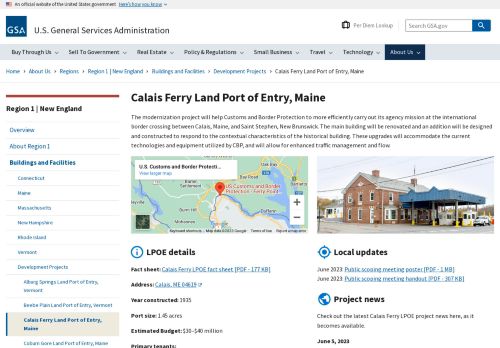 An official website of the United States government Here's how you know
GSA
U.S. General Services Administration
Per Diem Lookup
Search GSA.gov
Buy Through Us
Sell To Government
Real Estate
Policy & Regulations
Small Business
Travel
Technology
About Us
Home › About Us › Regions › Region 1 | New England › Buildings and Facilities › Development Projects › Calais Ferry Land Port of Entry, Maine
Region 1 | New England
Overview
About Region 1
Buildings and Facilities
Connecticut
Maine
Massachusetts
New Hampshire
Rhode Island
Vermont
Development Projects
Alburg Springs Land Port of Entry,
Vermont
Beebe Plain Land Port of Entry, Vermont
Calais Ferry Land Port of Entry,
Maine
Coburn Gore Land Port of Entry, Maine
Calais Ferry Land Port of Entry, Maine
The modernization project will help Customs and Border Protection to more efficiently carry out its agency mission at the international
border crossing between Calais, Maine, and Saint Stephen, New Brunswick. The main building will be renovated and an addition will be designed
and constructed to respond to the contextual characteristics of the historical building. These upgrades will accommodate the current
technologies and equipment utilized by CBP, and will allow for enhanced traffic management and flow.
U.S. Customs and Border Protecti...
View larger map
Oak Bay
US Customs and Border
Protection - Ferry Point
Keyboard shortcuts
Map data ©2023 Google
Terms of Use
Report a map error
LPOE details
Fact sheet: Calais Ferry LPOE fact sheet [PDF - 177 KB]
Address: Calais, ME 04619
Year constructed: 1935
Port size: 1.45 acres
Estimated Budget: $30–$40 million
Primary tenants:
Local updates
June 2023: Public scoping meeting poster [PDF - 1 MB]
June 2023: Public scoping meeting handout [PDF - 307 KB]
Project news
Check out the latest Calais Ferry LPOE project news here, as it
becomes available.
June 5, 2023